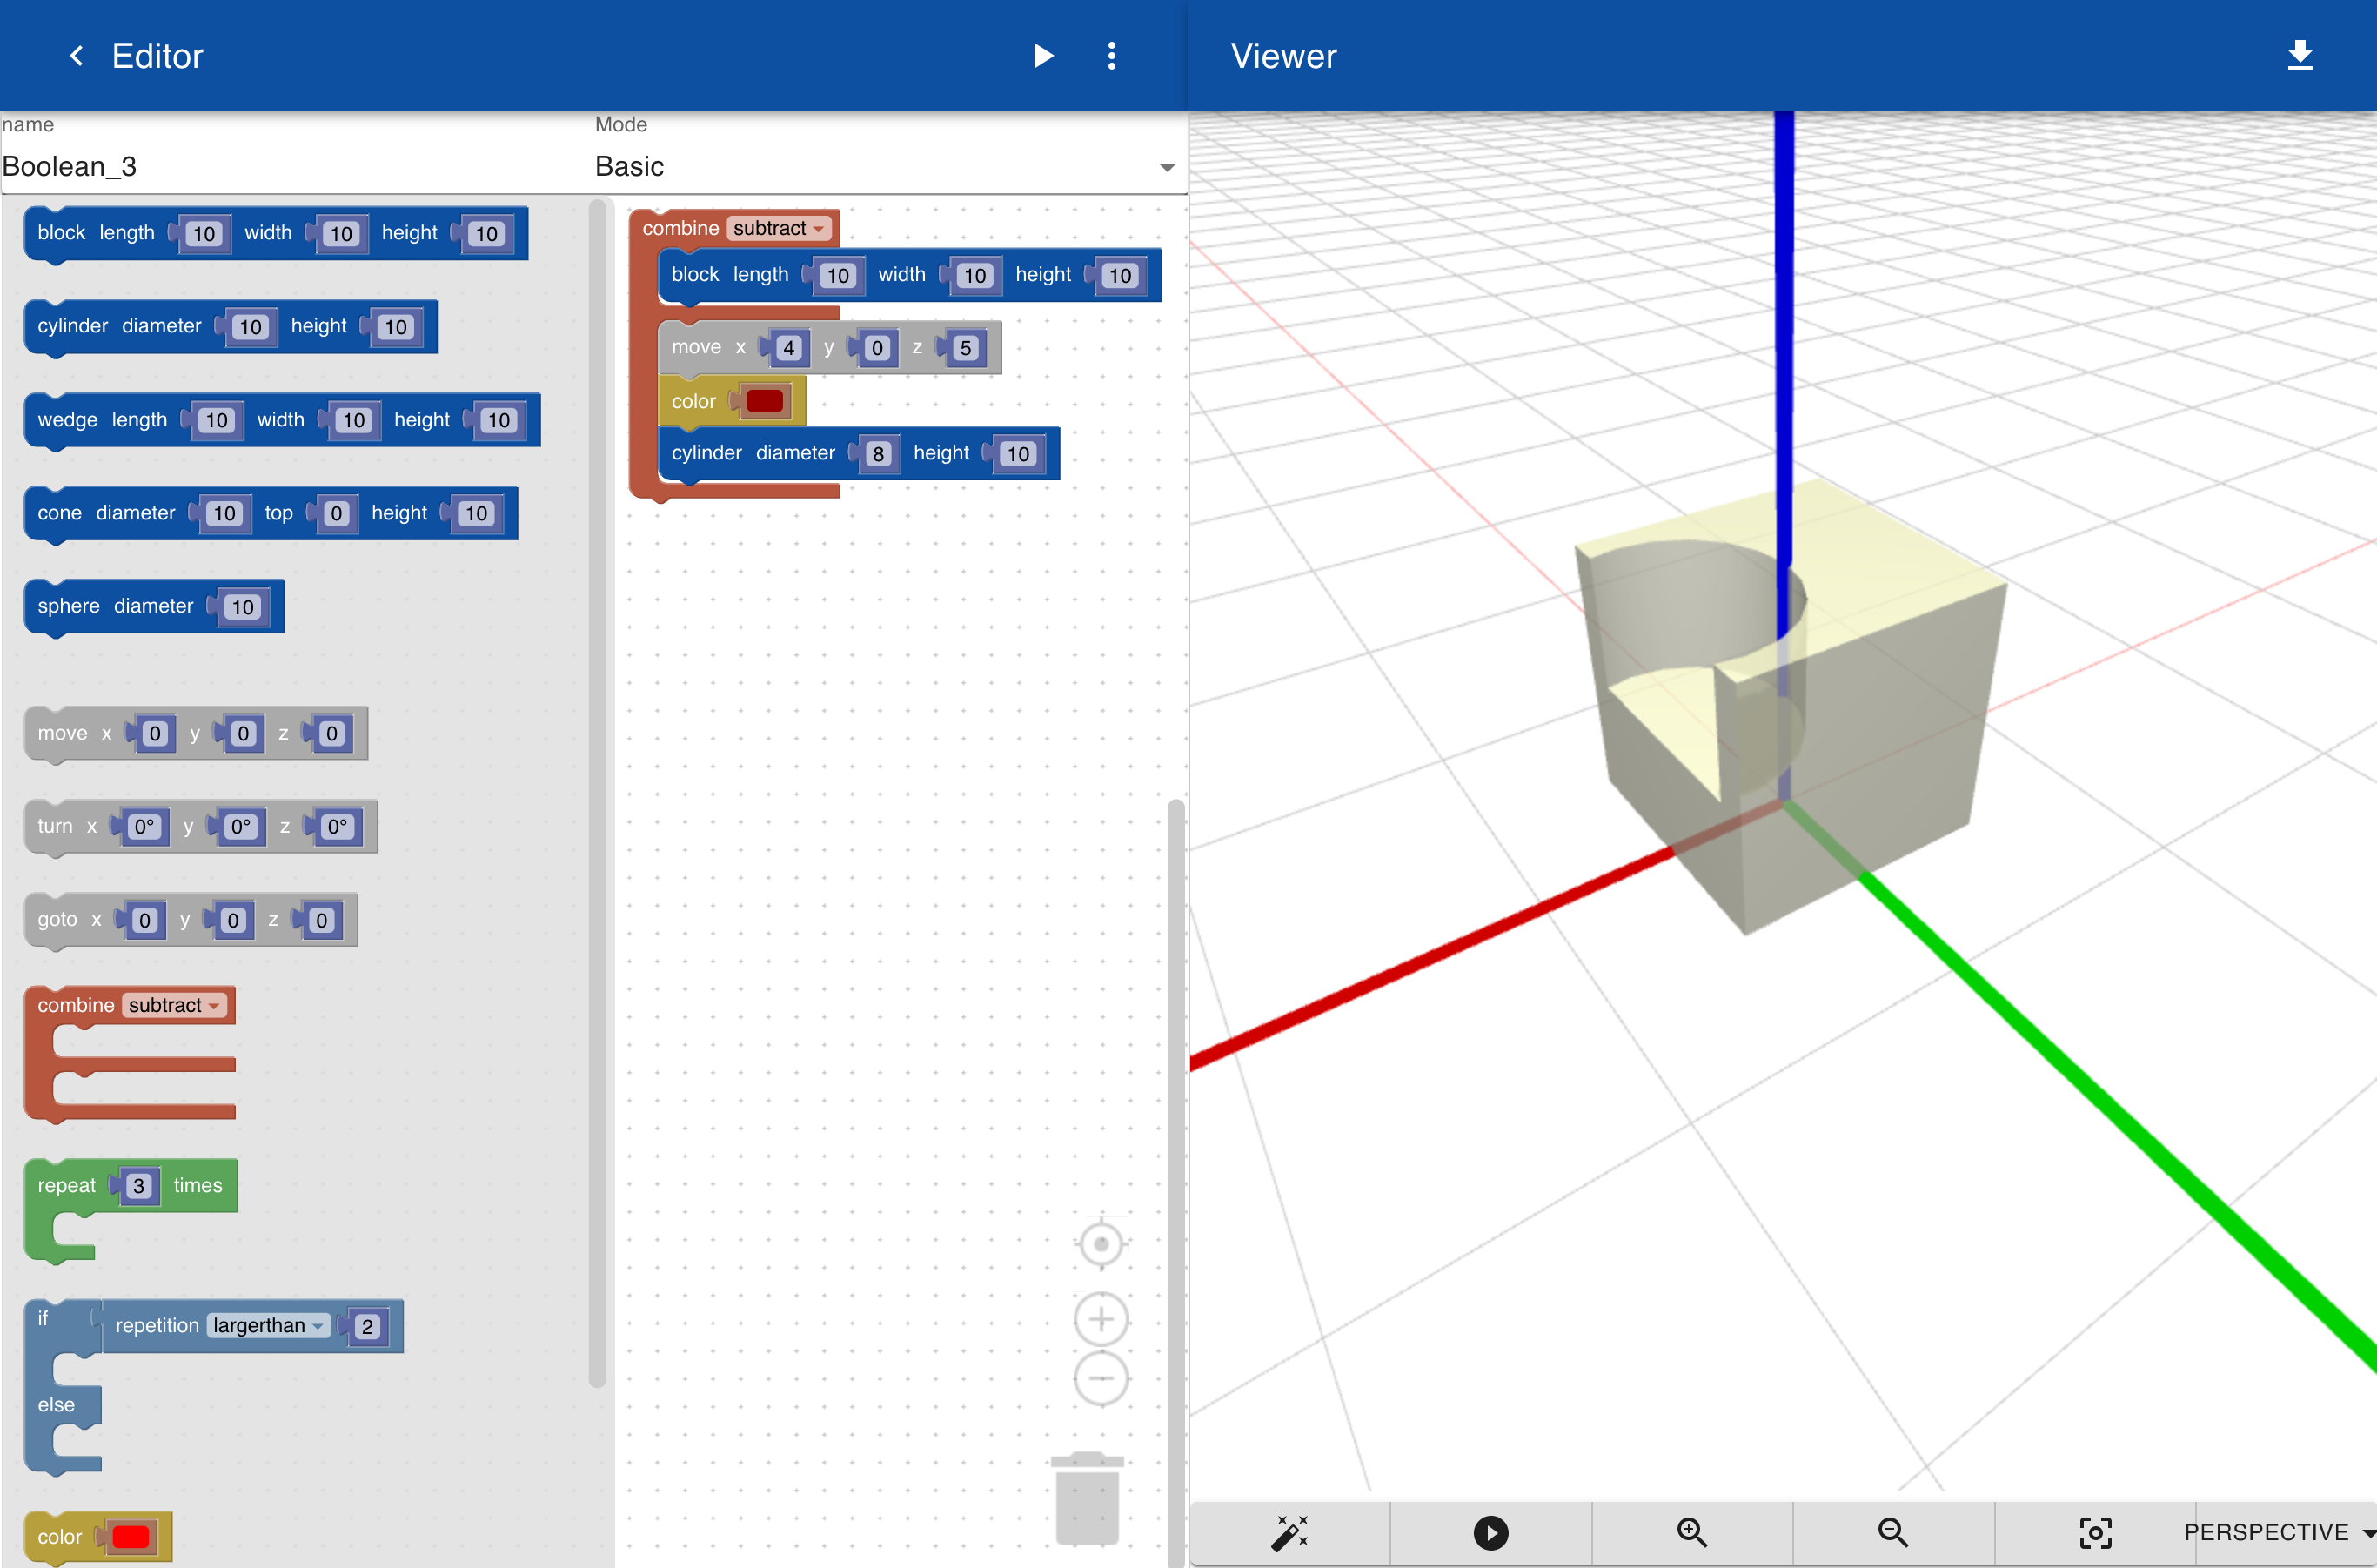 Editor
Viewer
name
Mode
Boolean_3
Basic
block length 10 width 10 height 10
cylinder diameter 10 height 10
wedge length 10 width 10 height 10
cone diameter 10 top 0 height 10
sphere diameter 10
move x 0 y 0 z 0
turn x 0° y 0° z 0°
goto x 0 y 0 z 0
combine subtract
repeat 3 times
if repetition largerthan 2
else
color
combine subtract
block length 10 width 10 height 10
move x 4 y 0 z 5
color
cylinder diameter 8 height 10
PERSPECTIVE